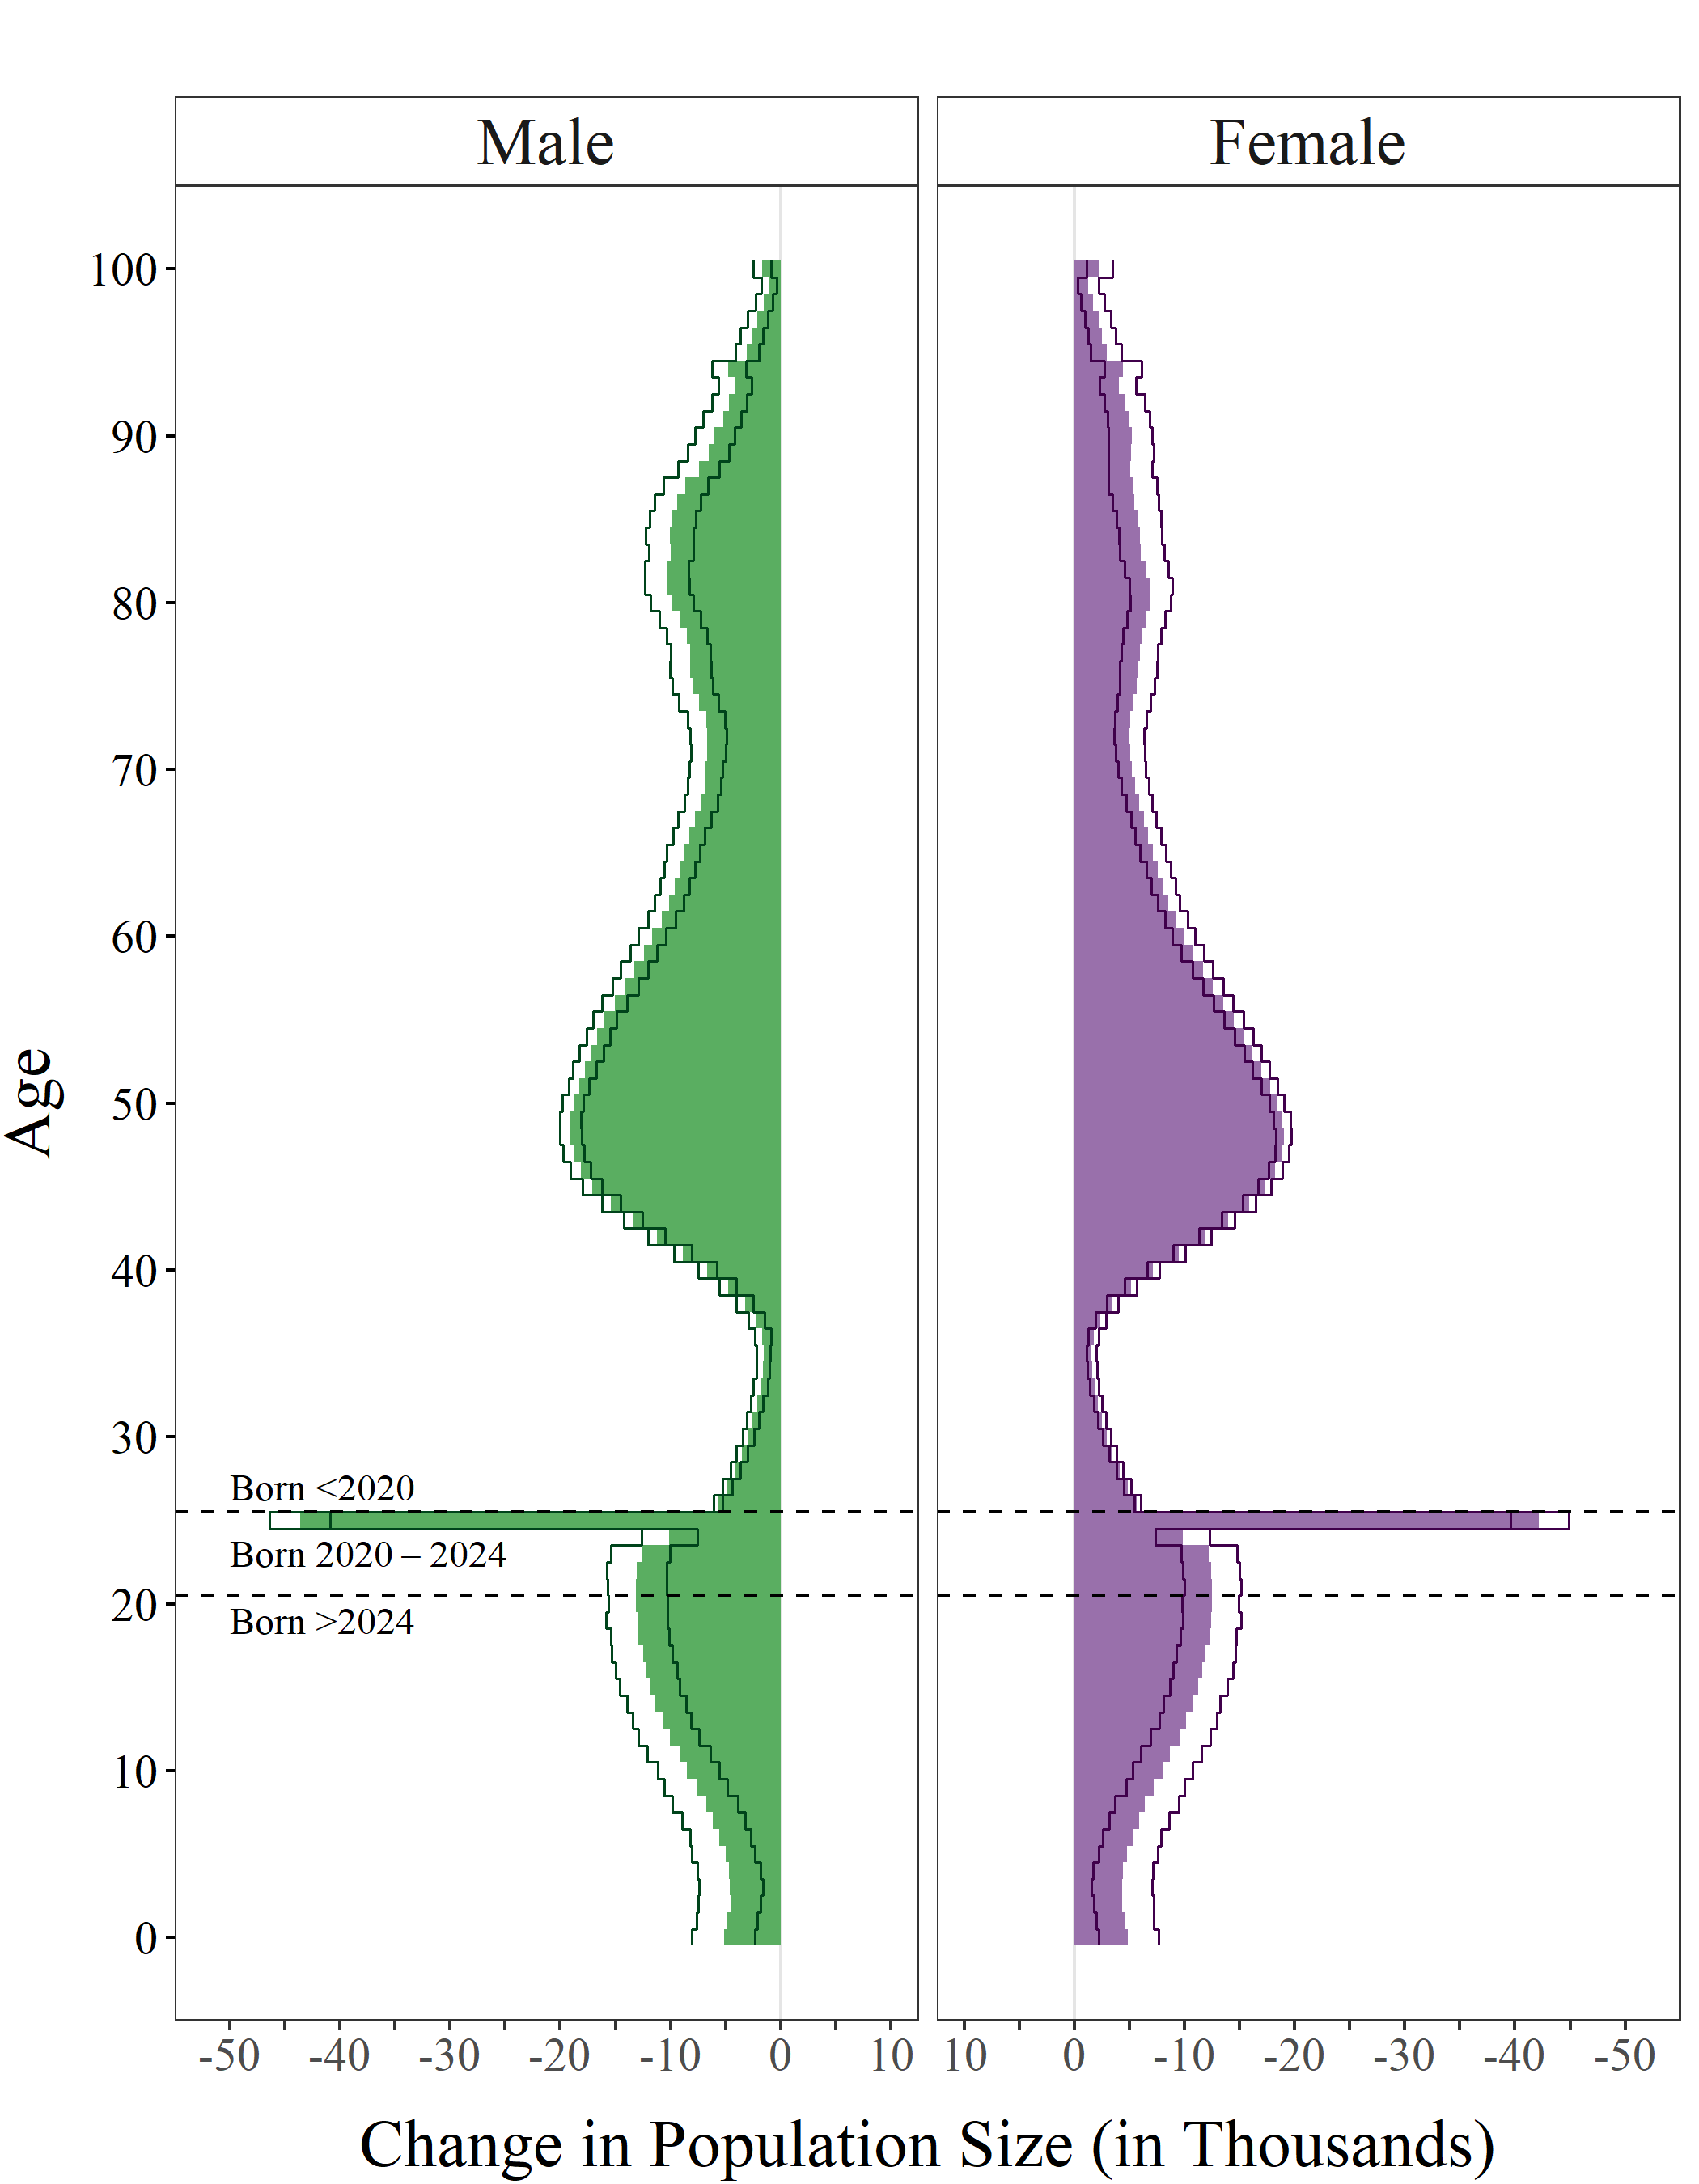 Male
Female
100
90
80
70
60
50
40
30
20
10
0
Age
Born <2020
Born 2020 – 2024
Born >2024
-50 -40 -30 -20 -10 0 10
10 0 -10 -20 -30 -40 -50
Change in Population Size (in Thousands)